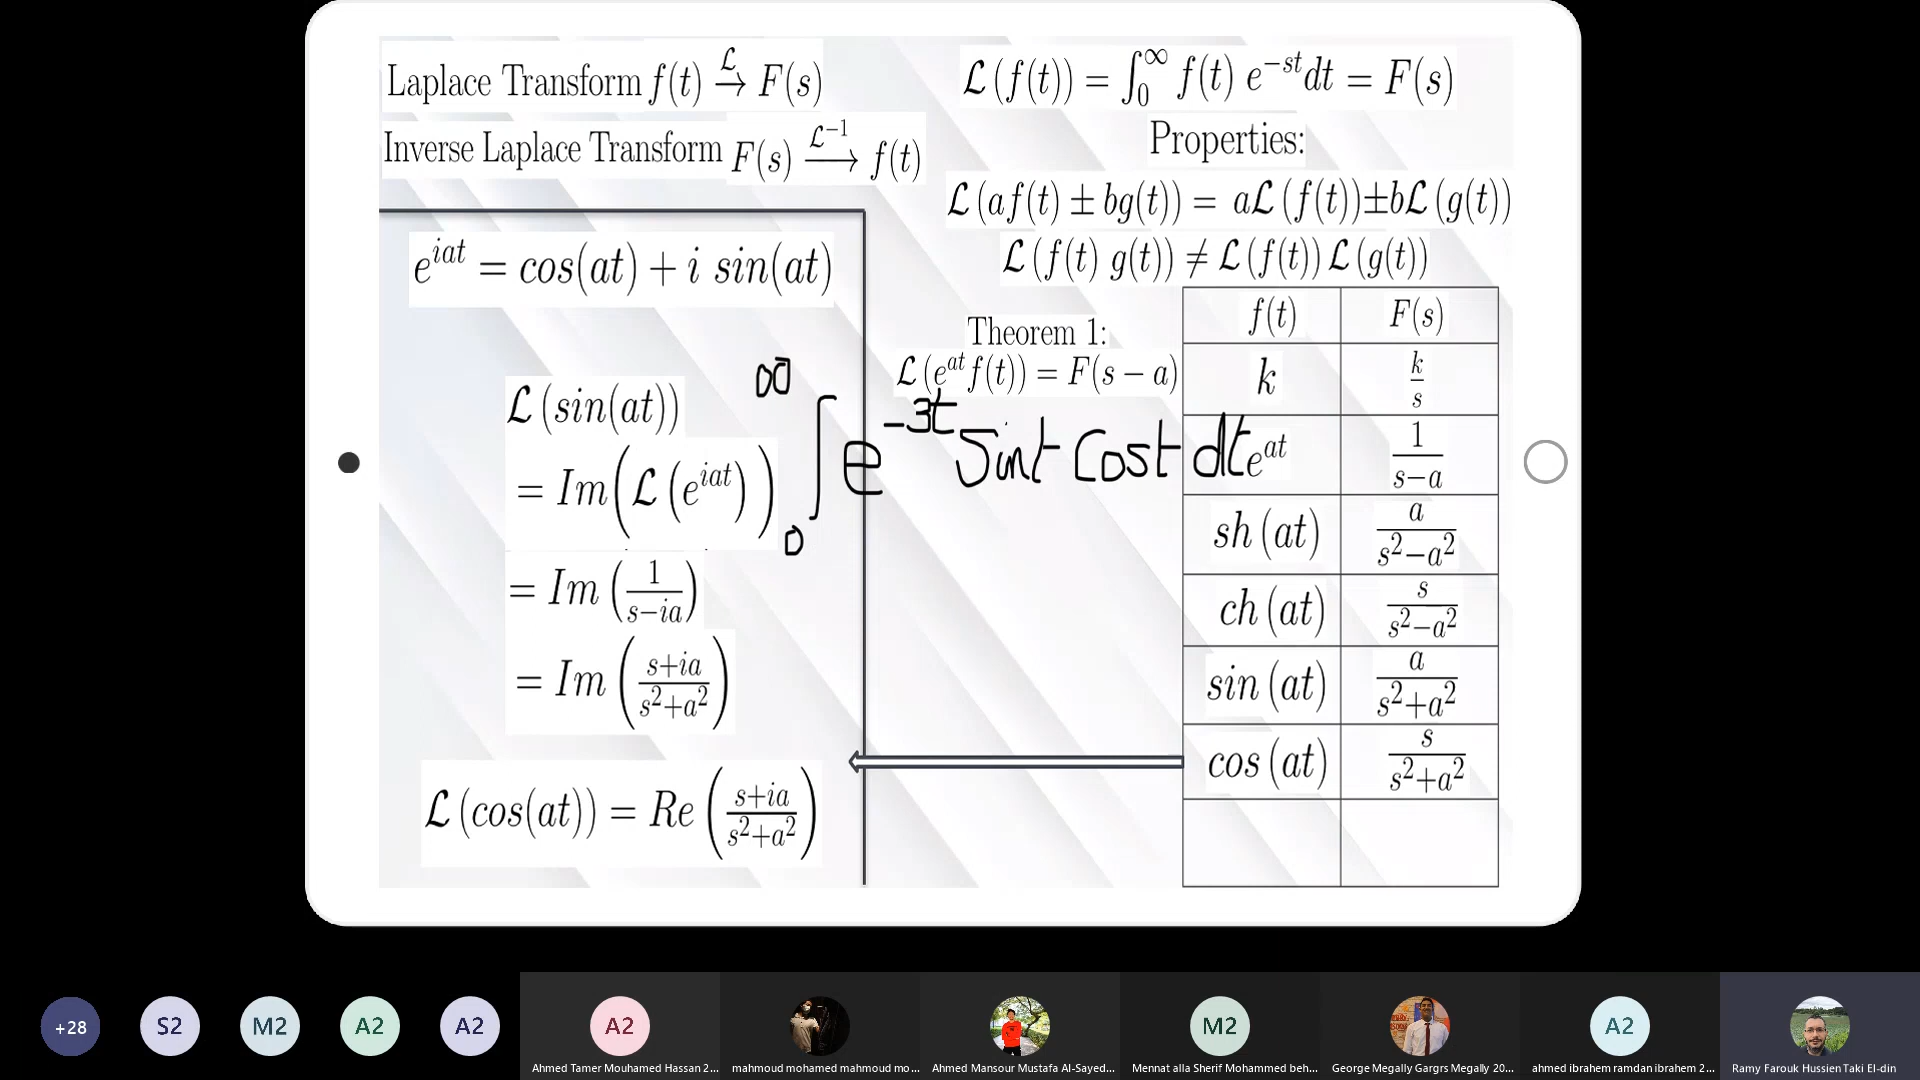 Laplace Transform f(t) →ℒ F(s)
Inverse Laplace Transform F(s) →ℒ⁻¹ f(t)
ℒ(f(t)) = ∫₀^∞ f(t) e^{-st}dt = F(s)
Properties:
ℒ(af(t) ± bg(t)) = aℒ(f(t))±bℒ(g(t))
ℒ(f(t) g(t)) ≠ ℒ(f(t))ℒ(g(t))
e^{iat} = cos(at) + i sin(at)
ℒ(sin(at))
= Im(ℒ(e^{iat}))
= Im(1/(s−ia))
= Im((s+ia)/(s²+a²))
ℒ(cos(at)) = Re((s+ia)/(s²+a²))
Theorem 1:
ℒ(e^{at}f(t)) = F(s − a)
∫₀^∞ e^{-3t} Sint Cost dt
f(t) F(s)
k k/s
e^{at} 1/(s−a)
sh(at) a/(s²−a²)
ch(at) s/(s²−a²)
sin(at) a/(s²+a²)
cos(at) s/(s²+a²)
+28
S2
M2
A2
A2
A2
M2
A2
Ahmed Tamer Mouhamed Hassan 2...
mahmoud mohamed mahmoud mo...
Ahmed Mansour Mustafa Al-Sayed...
Mennat alla Sherif Mohammed beh...
George Megally Gargrs Megally 20...
ahmed ibrahem ramdan ibrahem 2...
Ramy Farouk Hussien Taki El-din